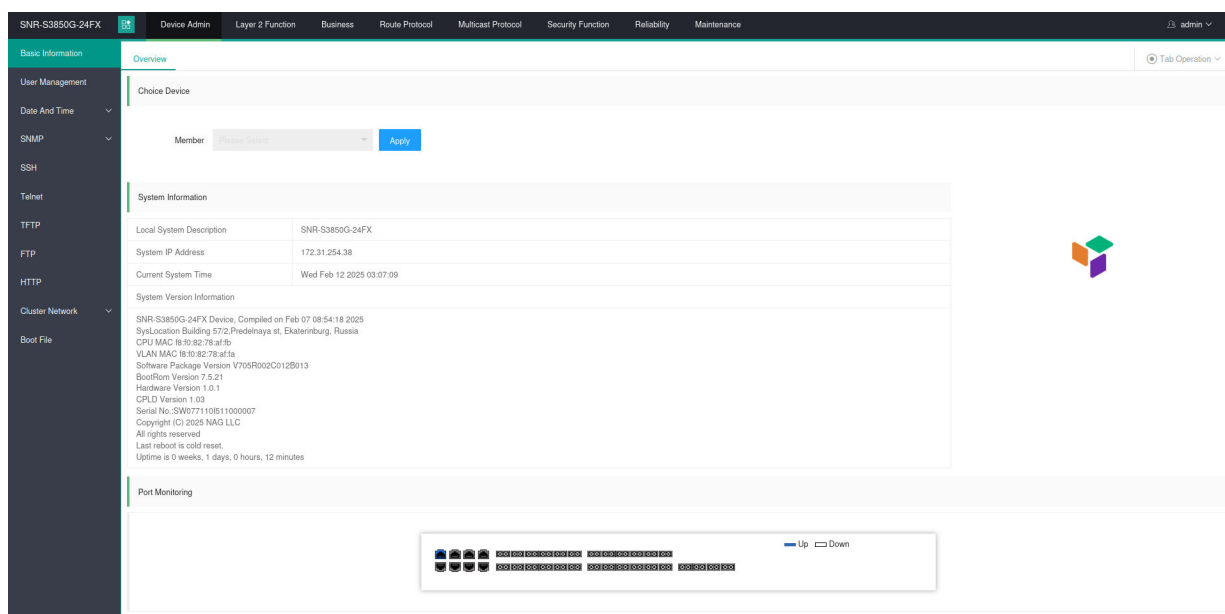 SNR-S3850G-24FX
Device Admin
Layer 2 Function
Business
Route Protocol
Multicast Protocol
Security Function
Reliability
Maintenance
admin
Basic Information
User Management
Date And Time
SNMP
SSH
Telnet
TFTP
FTP
HTTP
Cluster Network
Boot File
Overview
Tab Operation
Choice Device
Member
Please Select
Apply
System Information
Local System Description SNR-S3850G-24FX
System IP Address 172.31.254.38
Current System Time Wed Feb 12 2025 03:07:09
System Version Information
SNR-S3850G-24FX Device, Compiled on Feb 07 08:54:18 2025
SysLocation Building 57/2,Predelnaya st, Ekaterinburg, Russia
CPU MAC f8:f0:82:78:af:fb
VLAN MAC f8:f0:82:78:af:fa
Software Package Version V705R002C012B013
BootRom Version 7.5.21
Hardware Version 1.0.1
CPLD Version 1.03
Serial No.:SW077110I511000007
Copyright (C) 2025 NAG LLC
All rights reserved
Last reboot is cold reset.
Uptime is 0 weeks, 1 days, 0 hours, 12 minutes
Port Monitoring
Up Down